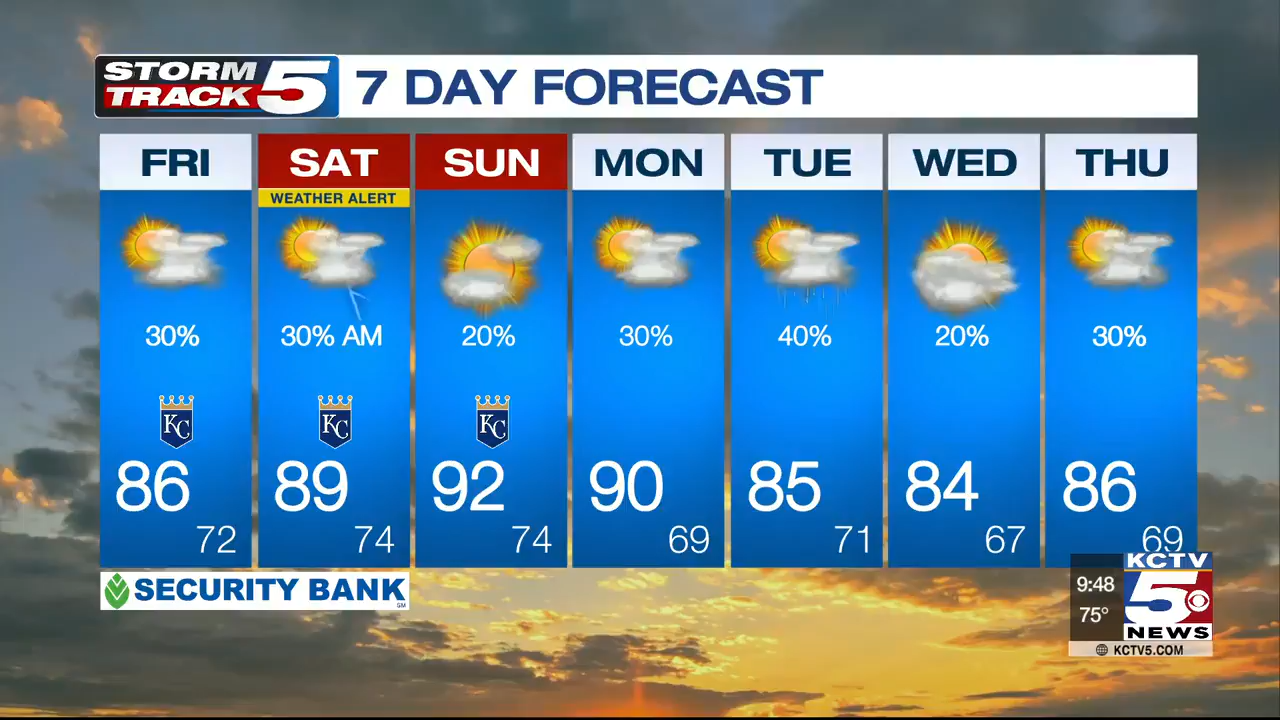 STORM TRACK 5
7 DAY FORECAST
FRI SAT SUN MON TUE WED THU
WEATHER ALERT
30% 30% AM 20% 30% 40% 20% 30%
KC KC KC
86 89 92 90 85 84 86
72 74 74 69 71 67 69
SECURITY BANK
KCTV
9:48
5
75°
NEWS
KCTV5.COM